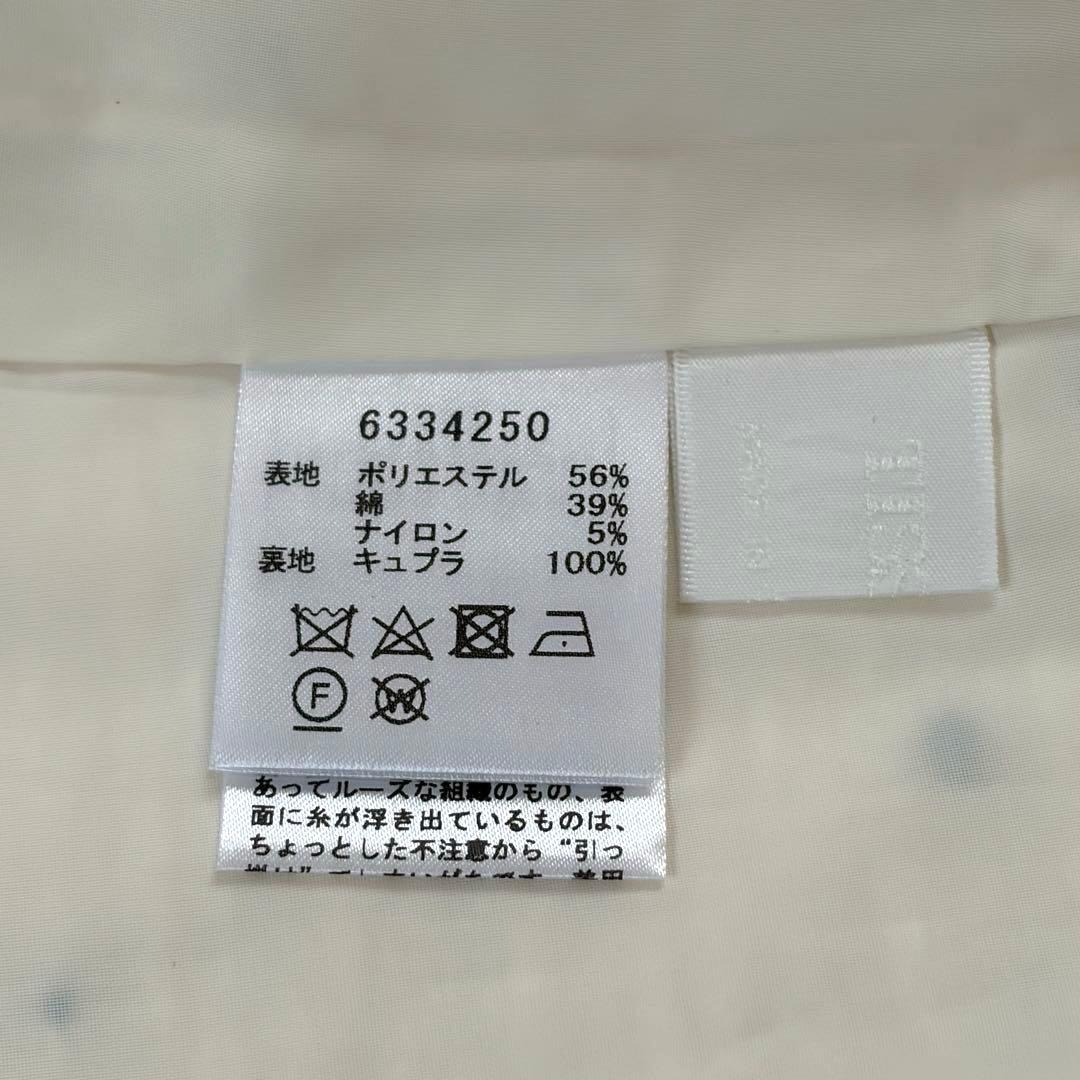 6334250
表地 ポリエステル 56%
綿 39%
ナイロン 5%
裏地 キュプラ 100%
F
W
あってルーズな組織のもの、表
面に糸が浮き出ているものは、
ちょっとした不注意から“引っ